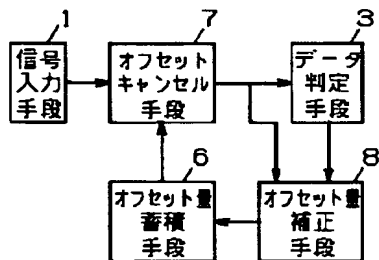 1
信号
入力
手段
7
オフセット
キャンセル
手段
3
データ
判定
手段
6
オフセット量
蓄積
手段
8
オフセット量
補正
手段